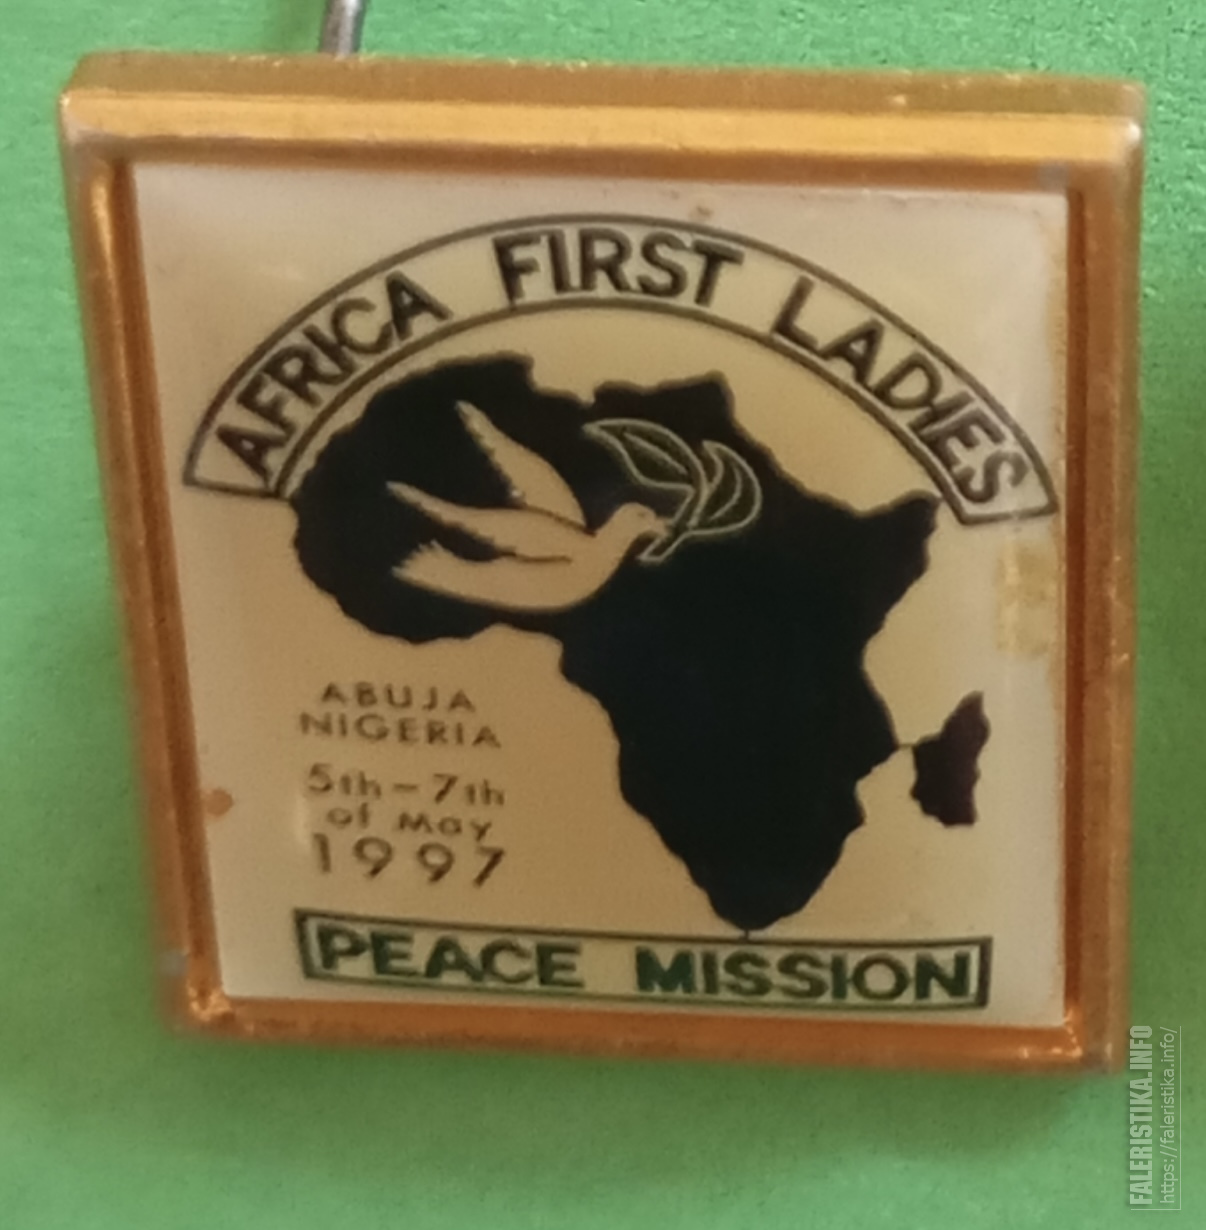 AFRICA FIRST LADIES
ABUJA
NIGERIA
5th-7th
of May
1997
PEACE MISSION
FALERISTIKA.INFO
https://faleristika.info/